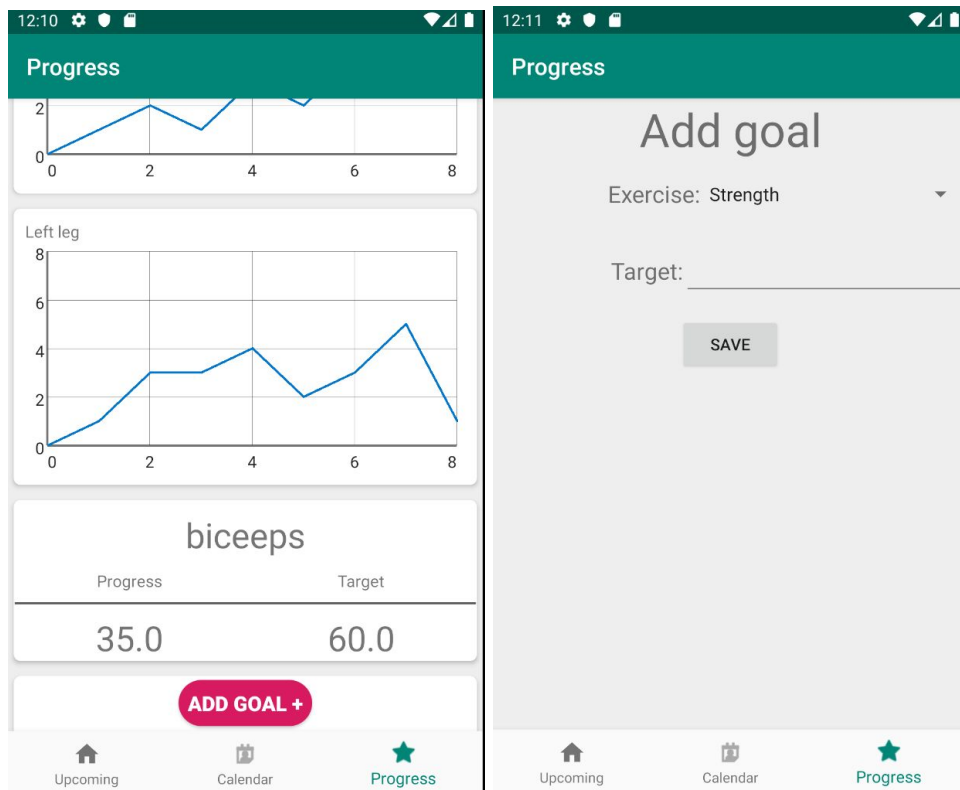 12:10
Progress
2
0
0 2 4 6 8
Left leg
8
6
4
2
0
0 2 4 6 8
biceeps
Progress Target
35.0 60.0
ADD GOAL +
Upcoming Calendar Progress
12:11
Progress
Add goal
Exercise: Strength
Target:
SAVE
Upcoming Calendar Progress